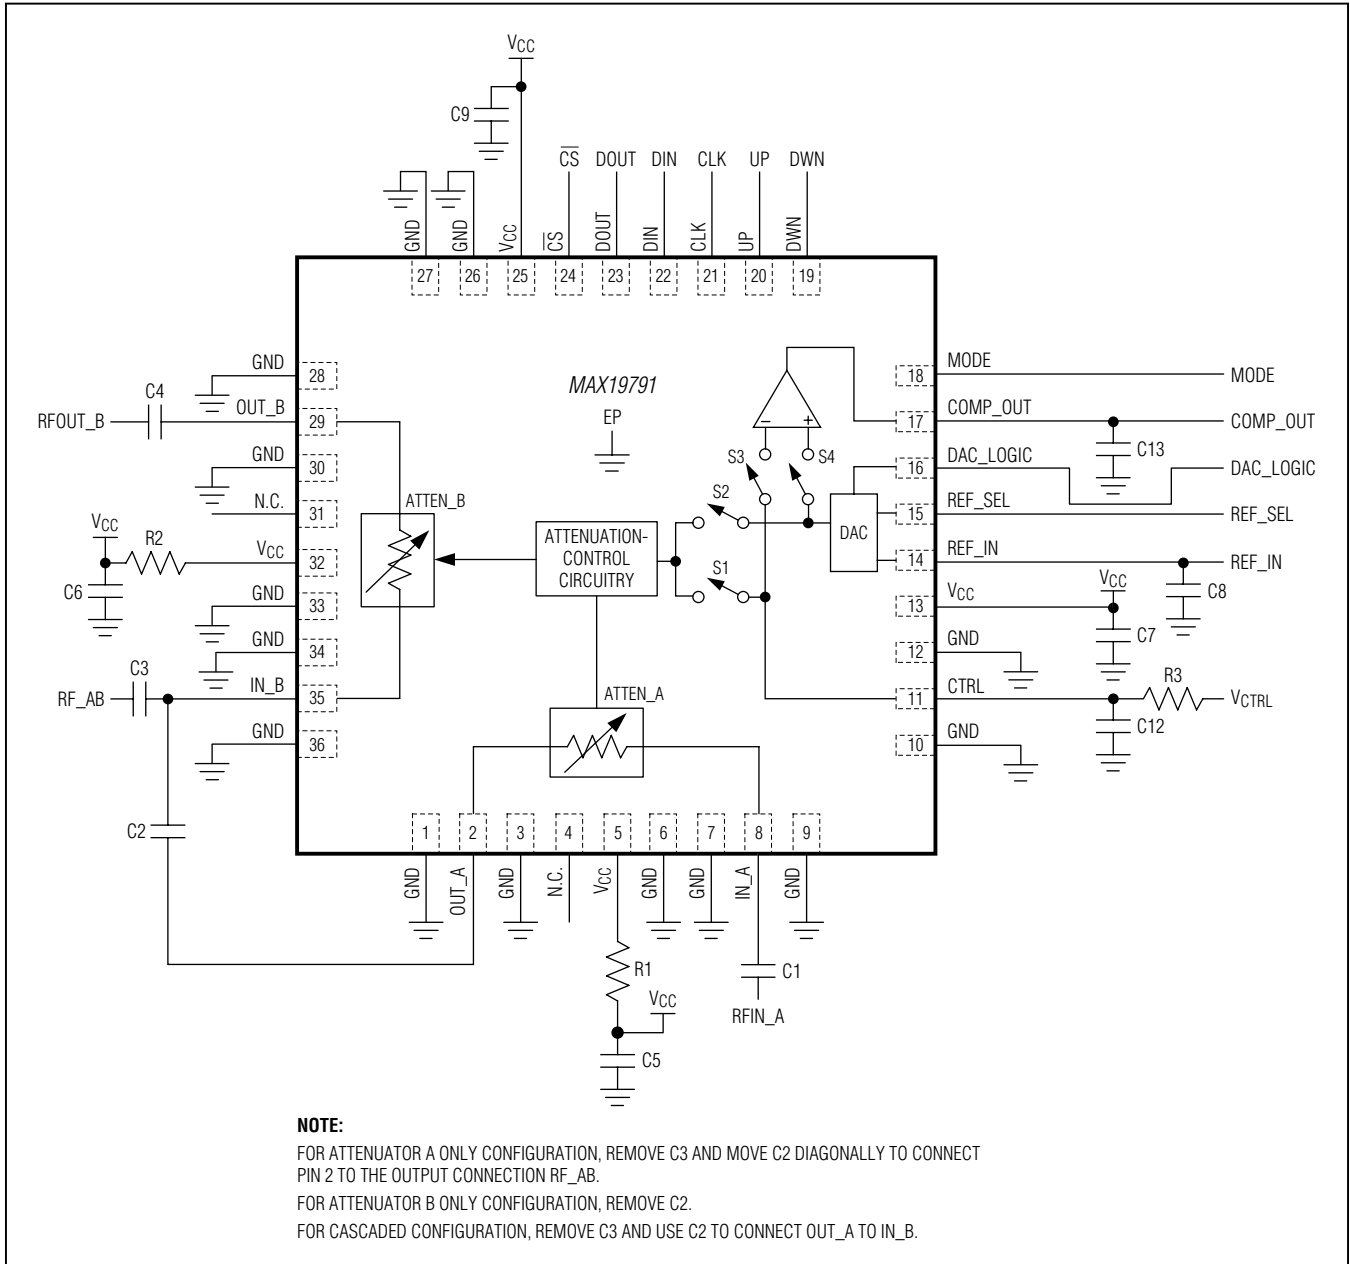 VCC
C9
CS DOUT DIN CLK UP DWN
GND GND VCC CS DOUT DIN CLK UP DWN
27 26 25 24 23 22 21 20 19
GND
28
C4
RFOUT_B
OUT_B
29
GND
30
N.C.
31
VCC
R2
VCC
32
C6
GND
33
GND
34
C3
RF_AB
IN_B
35
GND
36
C2
MAX19791
EP
ATTEN_B
ATTENUATION-
CONTROL
CIRCUITRY
ATTEN_A
S3 S4
S2
S1
– +
DAC
18 MODE MODE
17 COMP_OUT COMP_OUT
C13
16 DAC_LOGIC DAC_LOGIC
15 REF_SEL REF_SEL
14 REF_IN REF_IN
C8
13 VCC VCC
C7
12 GND
11 CTRL R3 VCTRL
C12
10 GND
1 2 3 4 5 6 7 8 9
GND OUT_A GND N.C. VCC GND GND IN_A GND
R1
VCC
C5
C1
RFIN_A
NOTE:
FOR ATTENUATOR A ONLY CONFIGURATION, REMOVE C3 AND MOVE C2 DIAGONALLY TO CONNECT
PIN 2 TO THE OUTPUT CONNECTION RF_AB.
FOR ATTENUATOR B ONLY CONFIGURATION, REMOVE C2.
FOR CASCADED CONFIGURATION, REMOVE C3 AND USE C2 TO CONNECT OUT_A TO IN_B.